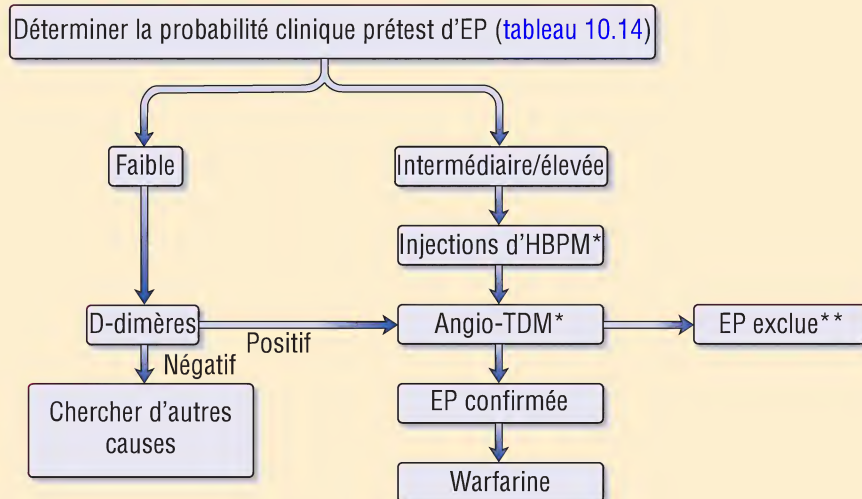 Déterminer la probabilité clinique prétest d'EP (tableau 10.14)
Faible
Intermédiaire/élevée
Injections d'HBPM*
D-dimères
Positif
Angio-TDM*
EP exclue**
Négatif
Chercher d'autres
causes
EP confirmée
Warfarine